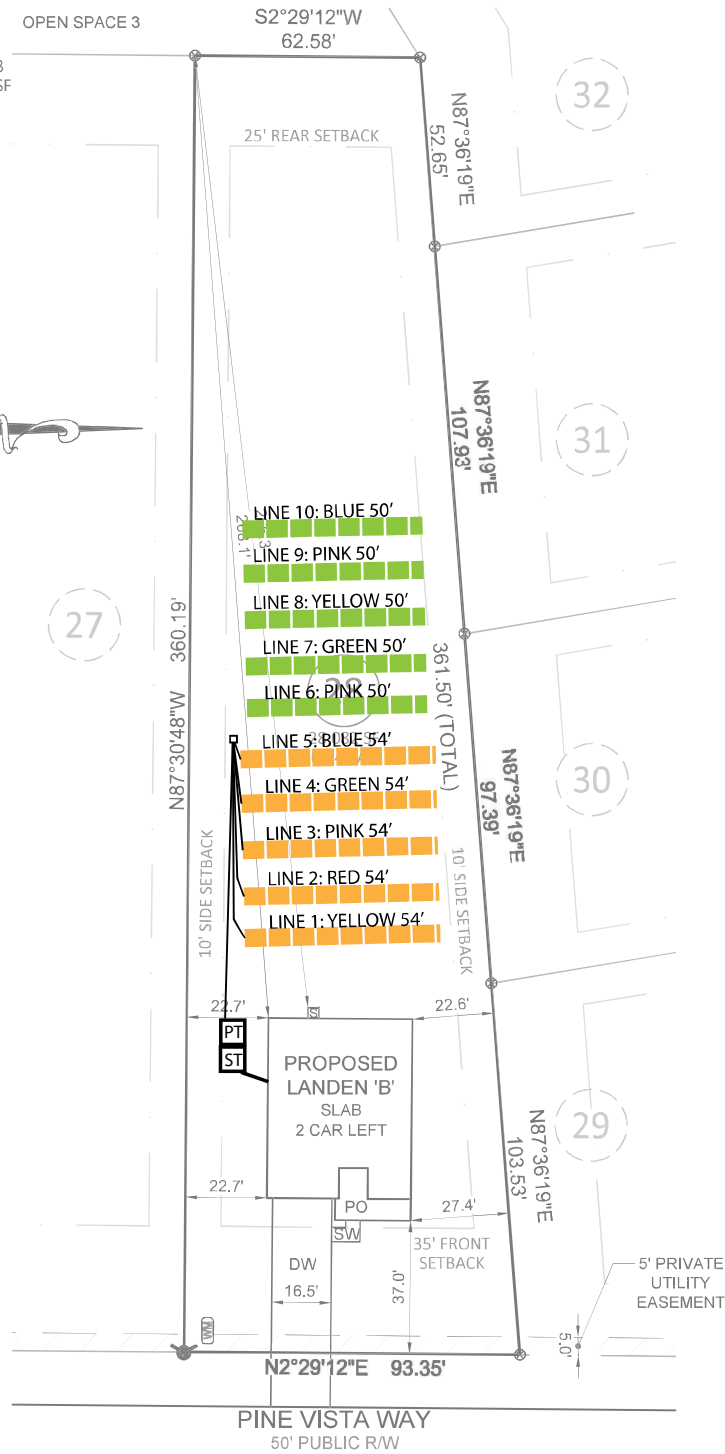 OPEN SPACE 3
S2°29'12"W
62.58'
3
SF
32
N87°36'19"E
52.65'
25' REAR SETBACK
N87°36'19"E
107.93'
31
LINE 10: BLUE 50'
LINE 9: PINK 50'
LINE 8: YELLOW 50'
LINE 7: GREEN 50'
LINE 6: PINK 50'
28
27
N87°30'48"W 360.19'
361.50' (TOTAL)
LINE 5: BLUE 54'
LINE 4: GREEN 54'
LINE 3: PINK 54'
LINE 2: RED 54'
LINE 1: YELLOW 54'
N87°36'19"E
97.39'
30
10' SIDE SETBACK
10' SIDE SETBACK
22.7'
S
22.6'
PT
ST
PROPOSED
LANDEN 'B'
SLAB
2 CAR LEFT
N87°36'19"E
103.53'
29
22.7'
PO
27.4'
SW
35' FRONT
SETBACK
DW
16.5'
37.0'
5' PRIVATE
UTILITY
EASEMENT
WM
5.0'
N2°29'12"E 93.35'
PINE VISTA WAY
50' PUBLIC R/W